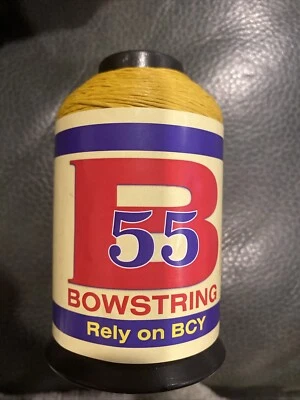 B
55
BOWSTRING
Rely on BCY